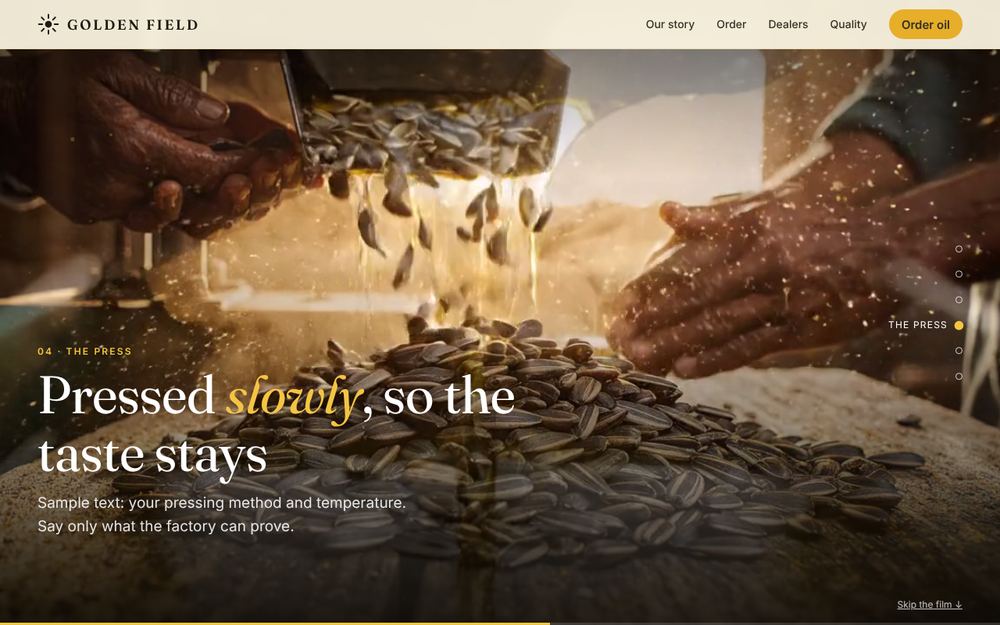 GOLDEN FIELD
Our story
Order
Dealers
Quality
Order oil
THE PRESS
04 · THE PRESS
Pressed slowly, so the
taste stays
Sample text: your pressing method and temperature.
Say only what the factory can prove.
Skip the film ↓